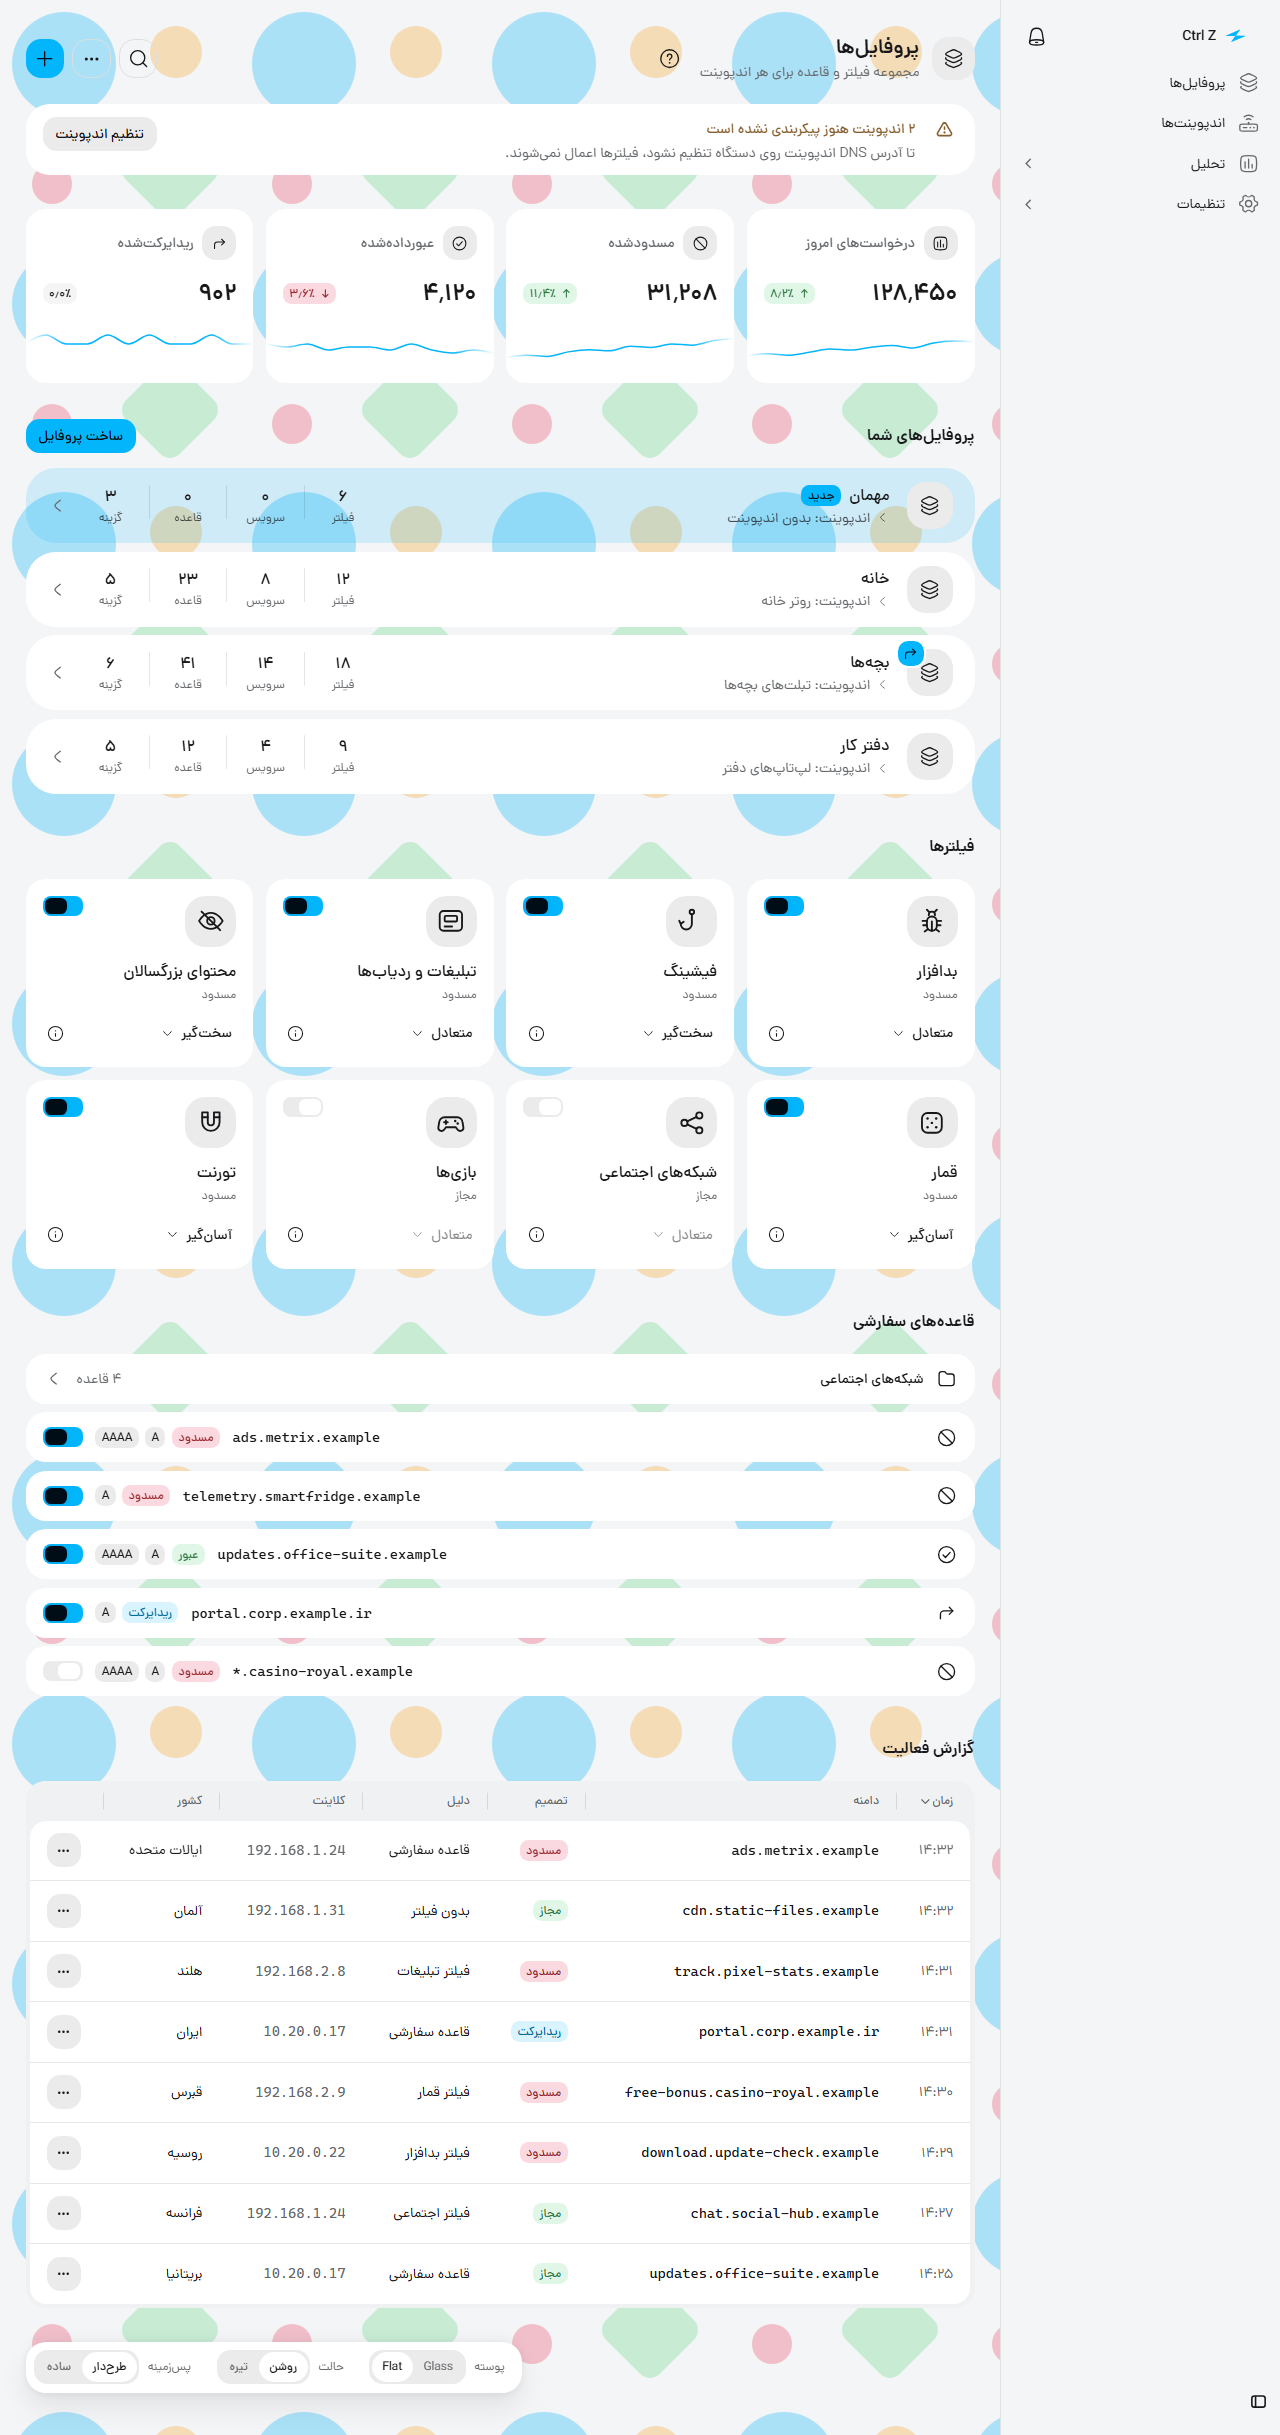 Ctrl Z
پروفایل‌ها
اندپوینت‌ها
تحلیل
تنظیمات
پروفایل‌ها
مجموعه فیلتر و قاعده برای هر اندپوینت
۲ اندپوینت هنوز پیکربندی نشده است
تا آدرس DNS اندپوینت روی دستگاه تنظیم نشود، فیلترها اعمال نمی‌شوند.
تنظیم اندپوینت
درخواست‌های امروز
۱۲۸٬۴۵۰
۸٫۲٪
مسدودشده
۳۱٬۲۰۸
۱۱٫۴٪
عبورداده‌شده
۴٬۱۲۰
۳٫۶٪
ریدایرکت‌شده
۹۰۲
۰٫۰٪
پروفایل‌های شما
ساخت پروفایل
مهمان جدید
اندپوینت: بدون اندپوینت
۶ فیلتر
۰ سرویس
۰ قاعده
۳ گزینه
خانه
اندپوینت: روتر خانه
۱۲ فیلتر
۸ سرویس
۲۳ قاعده
۵ گزینه
بچه‌ها
اندپوینت: تبلت‌های بچه‌ها
۱۸ فیلتر
۱۴ سرویس
۴۱ قاعده
۶ گزینه
دفتر کار
اندپوینت: لپ‌تاپ‌های دفتر
۹ فیلتر
۴ سرویس
۱۲ قاعده
۵ گزینه
فیلترها
بدافزار
مسدود
متعادل
فیشینگ
مسدود
سخت‌گیر
تبلیغات و ردیاب‌ها
مسدود
متعادل
محتوای بزرگسالان
مسدود
سخت‌گیر
قمار
مسدود
آسان‌گیر
شبکه‌های اجتماعی
مجاز
متعادل
بازی‌ها
مجاز
متعادل
تورنت
مسدود
آسان‌گیر
قاعده‌های سفارشی
شبکه‌های اجتماعی
۴ قاعده
ads.metrix.example مسدود A AAAA
telemetry.smartfridge.example مسدود A
updates.office-suite.example عبور A AAAA
portal.corp.example.ir ریدایرکت A
*.casino-royal.example مسدود A AAAA
گزارش فعالیت
زمان دامنه تصمیم دلیل کلاینت کشور
۱۴:۳۲ ads.metrix.example مسدود قاعده سفارشی 192.168.1.24 ایالات متحده
۱۴:۳۲ cdn.static-files.example مجاز بدون فیلتر 192.168.1.31 آلمان
۱۴:۳۱ track.pixel-stats.example مسدود فیلتر تبلیغات 192.168.2.8 هلند
۱۴:۳۱ portal.corp.example.ir ریدایرکت قاعده سفارشی 10.20.0.17 ایران
۱۴:۳۰ free-bonus.casino-royal.example مسدود فیلتر قمار 192.168.2.9 قبرس
۱۴:۲۹ download.update-check.example مسدود فیلتر بدافزار 10.20.0.22 روسیه
۱۴:۲۷ chat.social-hub.example مجاز فیلتر اجتماعی 192.168.1.24 فرانسه
۱۴:۲۵ updates.office-suite.example مجاز قاعده سفارشی 10.20.0.17 بریتانیا
پوسته Glass Flat حالت روشن تیره پس‌زمینه طرح‌دار ساده